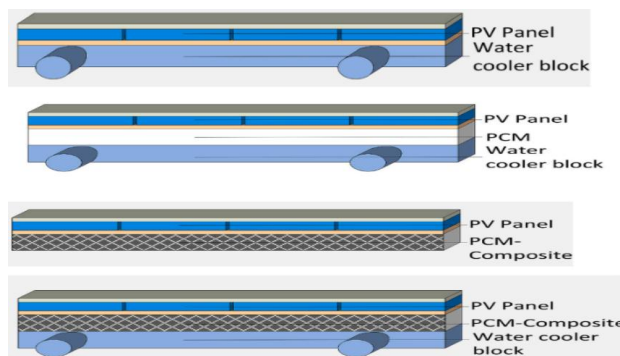 PV Panel
Water
cooler block
PV Panel
PCM
Water
cooler block
PV Panel
PCM-
Composite
PV Panel
PCM-Composite
Water cooler
block